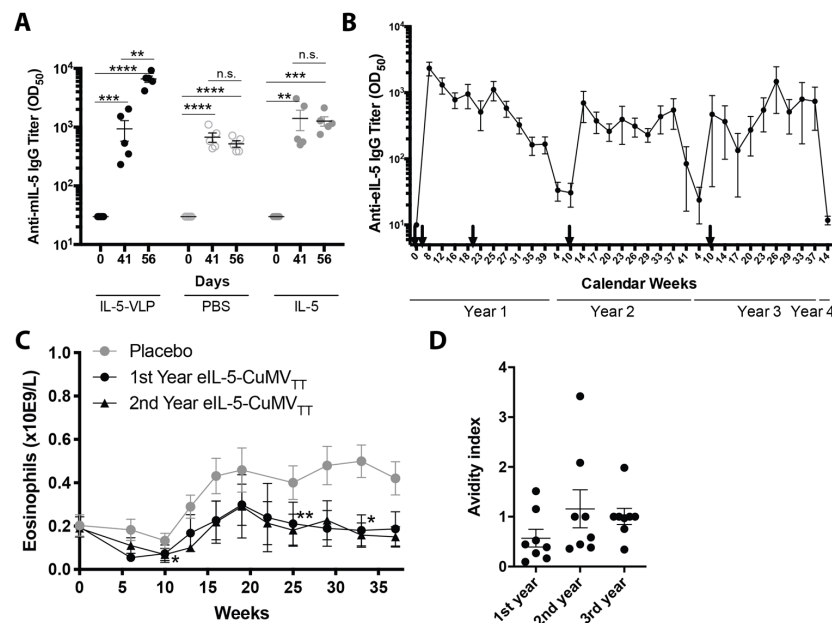 A
Anti-mIL-5 IgG Titer (OD50)
10^4
10^3
10^2
10^1
**
****
***
n.s.
****
****
n.s.
***
**
0 41 56 0 41 56 0 41 56
Days
IL-5-VLP PBS IL-5
B
Anti-eIL-5 IgG Titer (OD50)
10^4
10^3
10^2
10^1
0 8 12 16 18 23 25 27 31 35 39 4 10 14 17 20 26 31 34 37 41 4 10 14 17 20 23 26 29 33 37 14
Calendar Weeks
Year 1 Year 2 Year 3 Year 4
C
Placebo
1st Year eIL-5-CuMVTT
2nd Year eIL-5-CuMVTT
Eosinophils (x10E9/L)
1.0
0.8
0.6
0.4
0.2
0
*
**
*
0 5 10 15 20 25 30 35
Weeks
D
Avidity index
4
3
2
1
0
1st year
2nd year
3rd year